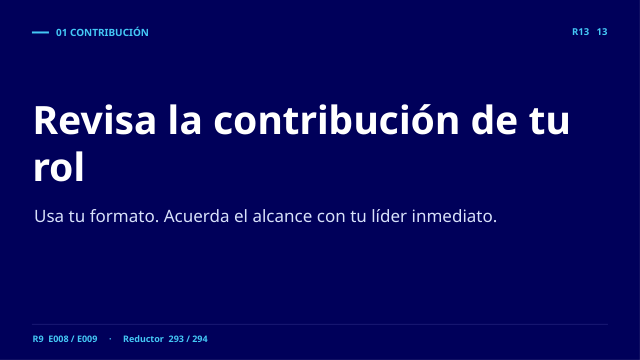 01 CONTRIBUCIÓN
R13 13
Revisa la contribución de tu
rol
Usa tu formato. Acuerda el alcance con tu líder inmediato.
R9 E008 / E009 · Reductor 293 / 294